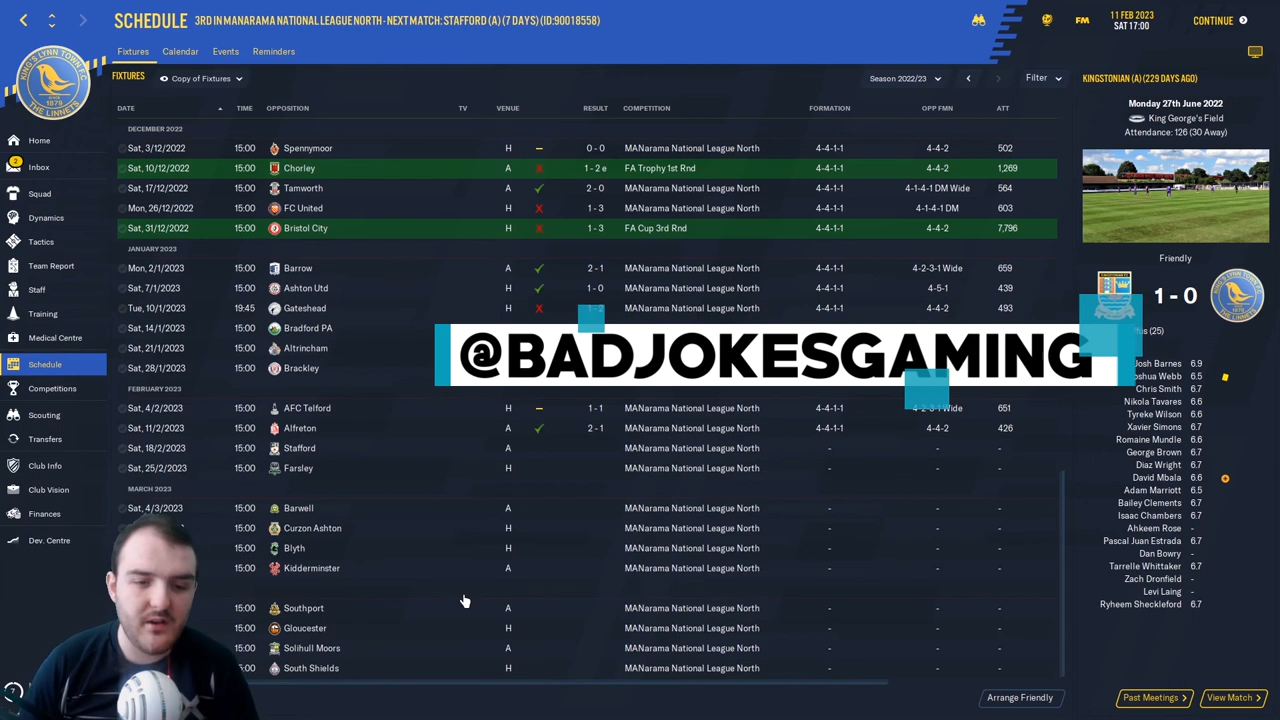 SCHEDULE 3RD IN MANARAMA NATIONAL LEAGUE NORTH - NEXT MATCH: STAFFORD (A) (7 DAYS) (ID:90018558) FM 11 FEB 2023 SAT 17:00 CONTINUE
Fixtures Calendar Events Reminders
KING'S LYNN TOWN F.C. 1879 THE LINNETS
FIXTURES Copy of Fixtures Season 2022/23 Filter
DATE TIME OPPOSITION TV VENUE RESULT COMPETITION FORMATION OPP FMN ATT
DECEMBER 2022
Sat, 3/12/2022 15:00 Spennymoor H 0 - 0 MANarama National League North 4-4-1-1 4-4-2 502
Sat, 10/12/2022 15:00 Chorley A 1 - 2 e FA Trophy 1st Rnd 4-4-1-1 4-4-2 1,269
Sat, 17/12/2022 15:00 Tamworth A 2 - 0 MANarama National League North 4-4-1-1 4-1-4-1 DM Wide 564
Mon, 26/12/2022 15:00 FC United H 1 - 3 MANarama National League North 4-4-1-1 4-1-4-1 DM 603
Sat, 31/12/2022 15:00 Bristol City H 1 - 3 FA Cup 3rd Rnd 4-4-1-1 4-4-2 7,796
JANUARY 2023
Mon, 2/1/2023 15:00 Barrow A 2 - 1 MANarama National League North 4-4-1-1 4-2-3-1 Wide 659
Sat, 7/1/2023 15:00 Ashton Utd H 1 - 0 MANarama National League North 4-4-1-1 4-5-1 439
Tue, 10/1/2023 19:45 Gateshead H 1 - 2 MANarama National League North 4-4-1-1 4-4-2 493
Sat, 14/1/2023 15:00 Bradford PA
Sat, 21/1/2023 15:00 Altrincham
Sat, 28/1/2023 15:00 Brackley
@BADJOKESGAMING
FEBRUARY 2023
Sat, 4/2/2023 15:00 AFC Telford H 1 - 1 MANarama National League North 4-4-1-1 4-2-3-1 Wide 651
Sat, 11/2/2023 15:00 Alfreton A 2 - 1 MANarama National League North 4-4-1-1 4-4-2 426
Sat, 18/2/2023 15:00 Stafford A MANarama National League North - - -
Sat, 25/2/2023 15:00 Farsley H MANarama National League North - - -
MARCH 2023
Sat, 4/3/2023 15:00 Barwell A MANarama National League North - - -
15:00 Curzon Ashton H MANarama National League North - - -
15:00 Blyth H MANarama National League North - - -
15:00 Kidderminster A MANarama National League North - - -
15:00 Southport A MANarama National League North - - -
15:00 Gloucester H MANarama National League North - - -
15:00 Solihull Moors A MANarama National League North - - -
South Shields H MANarama National League North - - -
Arrange Friendly
Home
2
Inbox
Squad
Dynamics
Tactics
Team Report
Staff
Training
Medical Centre
Schedule
Competitions
Scouting
Transfers
Club Info
Club Vision
Finances
Dev. Centre
KINGSTONIAN (A) (229 DAYS AGO)
Monday 27th June 2022
King George's Field
Attendance: 126 (30 Away)
Friendly
1 - 0
(25)
Josh Barnes 6.9
Joshua Webb 6.5
Chris Smith 6.7
Nikola Tavares 6.6
Tyreke Wilson 6.6
Xavier Simons 6.7
Romaine Mundle 6.6
George Brown 6.7
Diaz Wright 6.7
David Mbala 6.6
Adam Marriott 6.5
Bailey Clements 6.7
Isaac Chambers 6.7
Ahkeem Rose -
Pascal Juan Estrada 6.7
Dan Bowry -
Tarrelle Whittaker 6.7
Zach Dronfield -
Levi Laing -
Ryheem Sheckleford 6.7
Past Meetings View Match